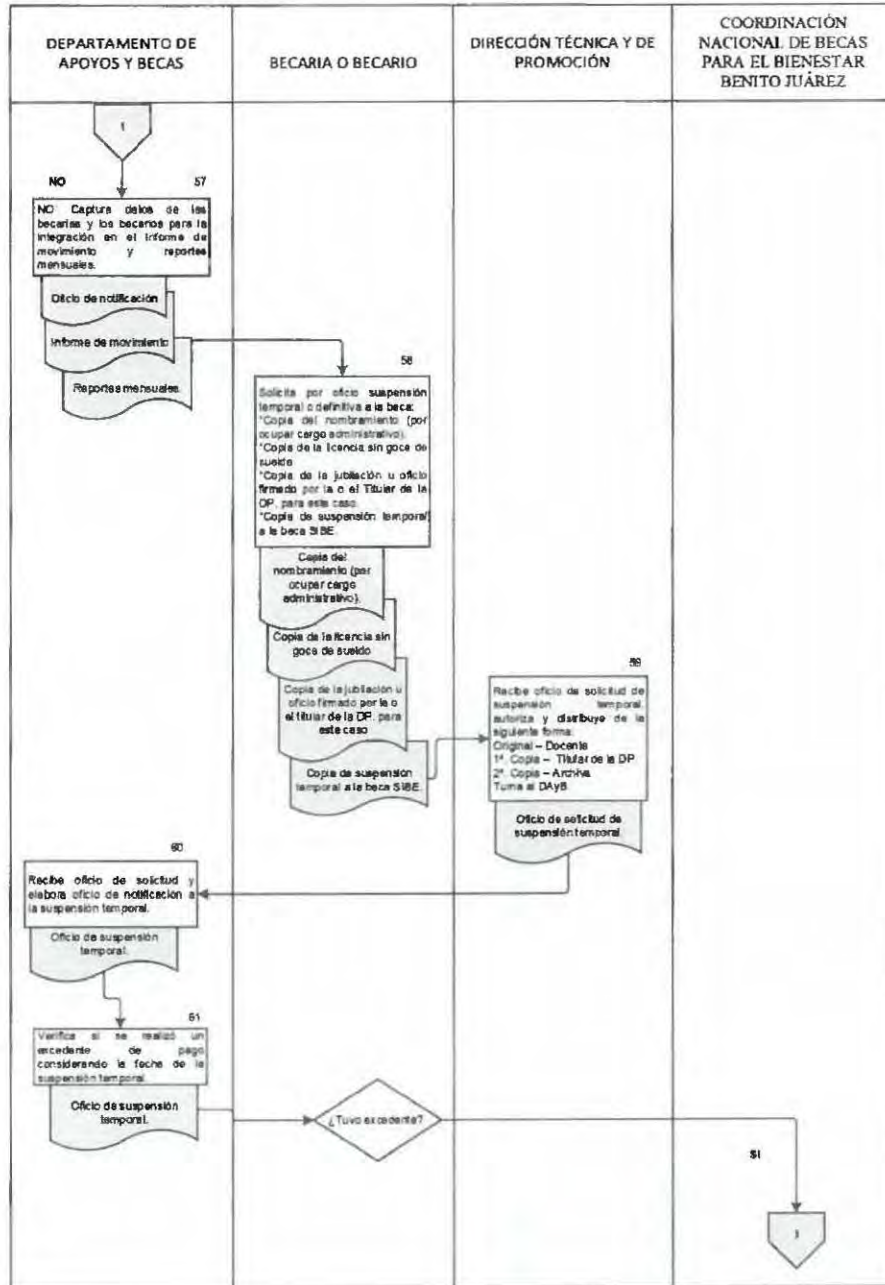 DEPARTAMENTO DE
APOYOS Y BECAS
BECARIA O BECARIO
DIRECCIÓN TÉCNICA Y DE
PROMOCIÓN
COORDINACIÓN
NACIONAL DE BECAS
PARA EL BIENESTAR
BENITO JUÁREZ
1
NO
57
NO Captura datos de las
becarias y los becarios para la
integración en el informe de
movimiento y reportes
mensuales.
Oficio de notificación
Informe de movimiento
Reportes mensuales.
58
Solicita por oficio suspensión
temporal o definitiva a la beca:
*Copia del nombramiento (por
ocupar cargo administrativo).
*Copia de la licencia sin goce de
sueldo
*Copia de la jubilación u oficio
firmado por la o el Titular de la
DP, para este caso.
*Copia de suspensión temporal
a la beca SIBE.
Copia del
nombramiento (por
ocupar cargo
administrativo).
Copia de la licencia sin
goce de sueldo
Copia de la jubilación u
oficio firmado por la o
el titular de la DP, para
este caso
Copia de suspensión
temporal a la beca SIBE.
59
Recibe oficio de solicitud de
suspensión temporal,
autoriza y distribuye de la
siguiente forma:
Original – Docente
1ª. Copia – Titular de la DP
2ª. Copia – Archiva
Turna al DAyB
Oficio de solicitud de
suspensión temporal
60
Recibe oficio de solicitud y
elabora oficio de notificación a
la suspensión temporal.
Oficio de suspensión
temporal.
61
Verifica si se realizó un
excedente de pago
considerando la fecha de la
suspensión temporal.
Oficio de suspensión
temporal.
¿Tuvo excedente?
SI